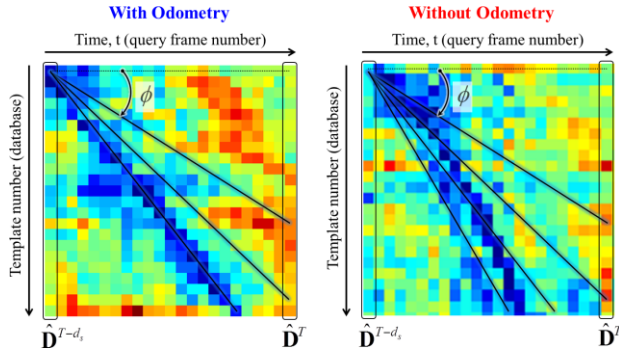 With Odometry
Time, t (query frame number)
Template number (database)
ϕ
D̂^{T−d_s}
D̂^T
Without Odometry
Time, t (query frame number)
Template number (database)
ϕ
D̂^{T−d_s}
D̂^T